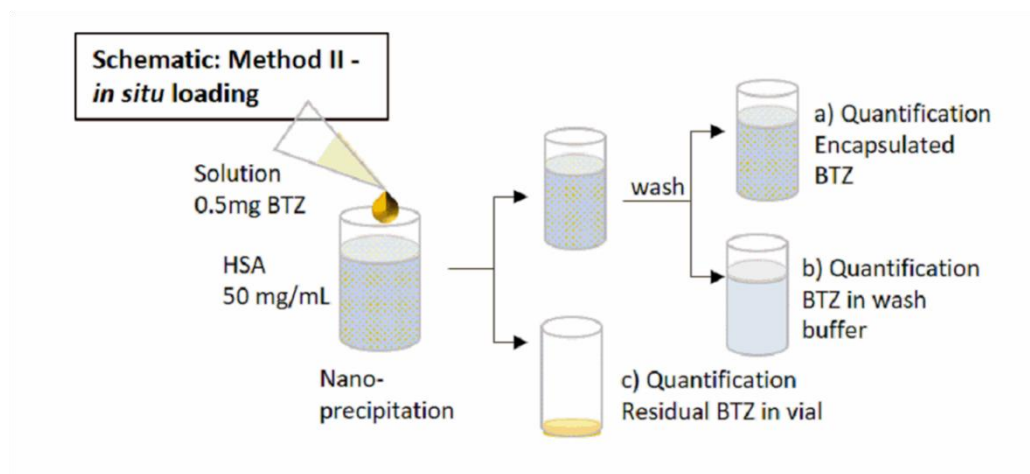 Schematic: Method II -
in situ loading
Solution
0.5mg BTZ
HSA
50 mg/mL
Nano-
precipitation
wash
a) Quantification
Encapsulated
BTZ
b) Quantification
BTZ in wash
buffer
c) Quantification
Residual BTZ in vial